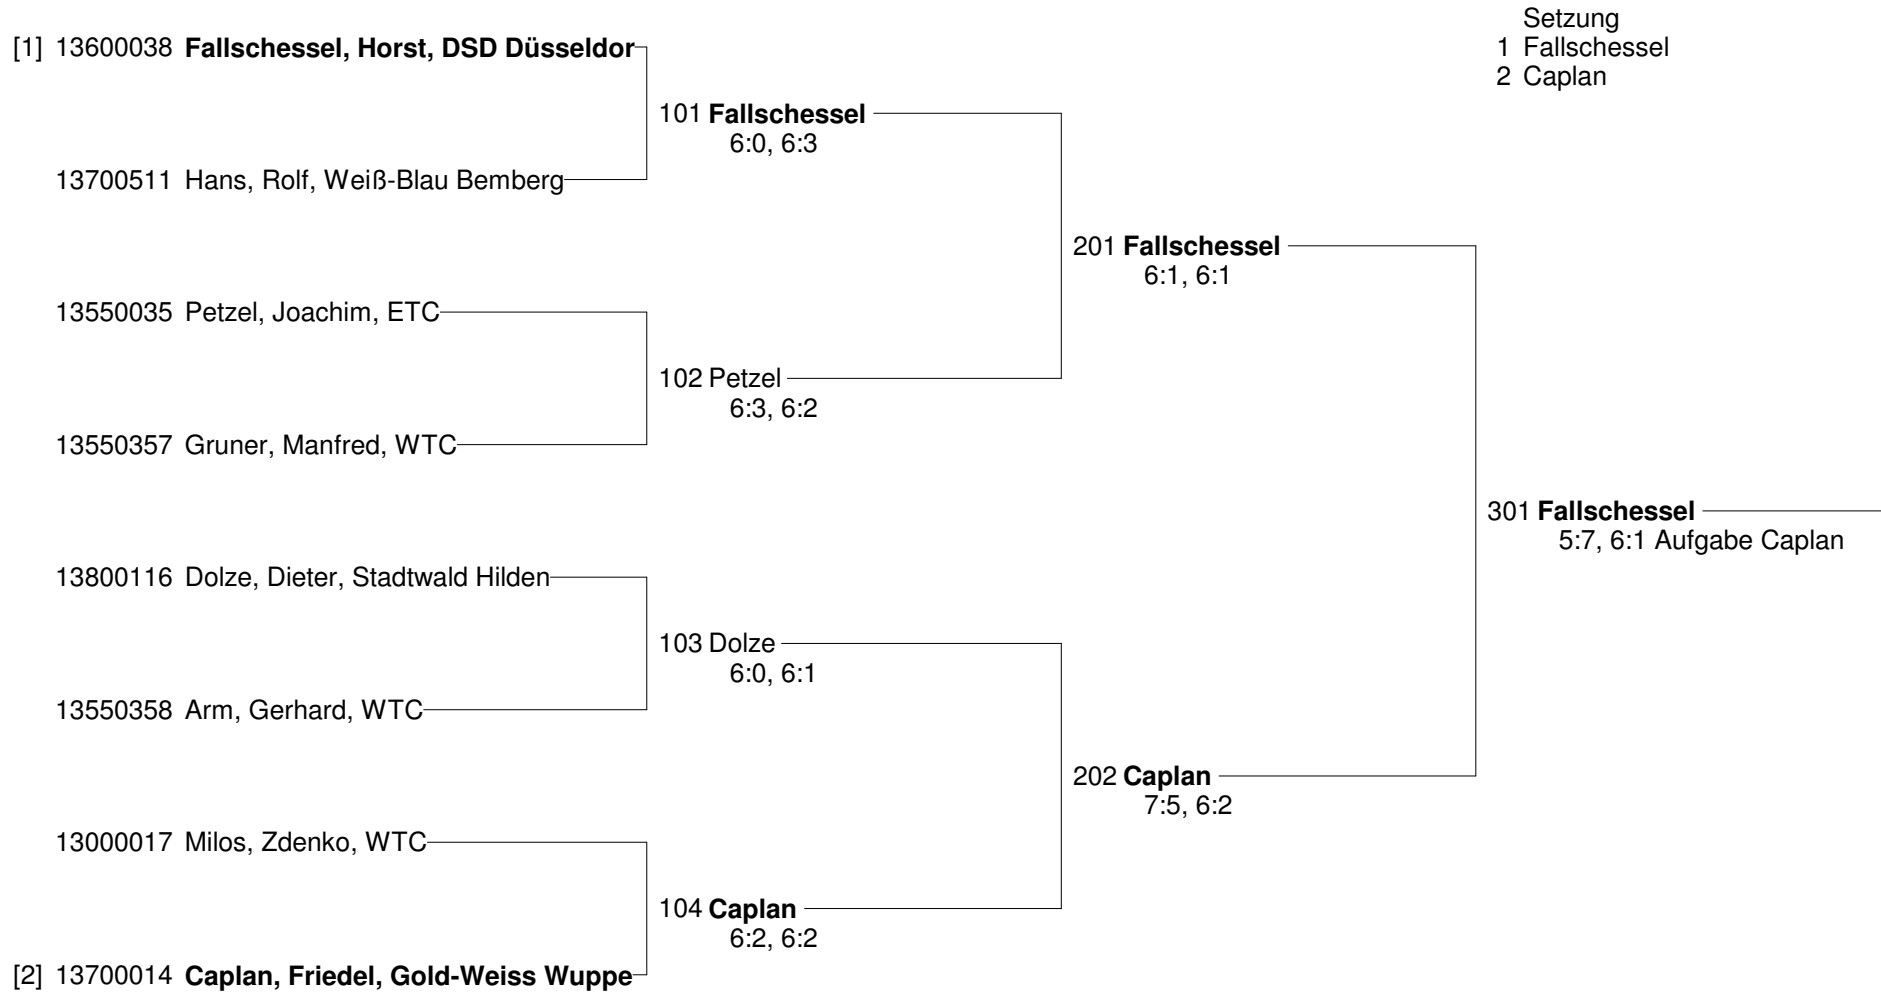 Setzung
1 Fallschessel
2 Caplan
[1] 13600038 Fallschessel, Horst, DSD Düsseldor
101 Fallschessel
6:0, 6:3
13700511 Hans, Rolf, Weiß-Blau Bemberg
201 Fallschessel
6:1, 6:1
13550035 Petzel, Joachim, ETC
102 Petzel
6:3, 6:2
13550357 Gruner, Manfred, WTC
301 Fallschessel
5:7, 6:1 Aufgabe Caplan
13800116 Dolze, Dieter, Stadtwald Hilden
103 Dolze
6:0, 6:1
13550358 Arm, Gerhard, WTC
202 Caplan
7:5, 6:2
13000017 Milos, Zdenko, WTC
104 Caplan
6:2, 6:2
[2] 13700014 Caplan, Friedel, Gold-Weiss Wuppe